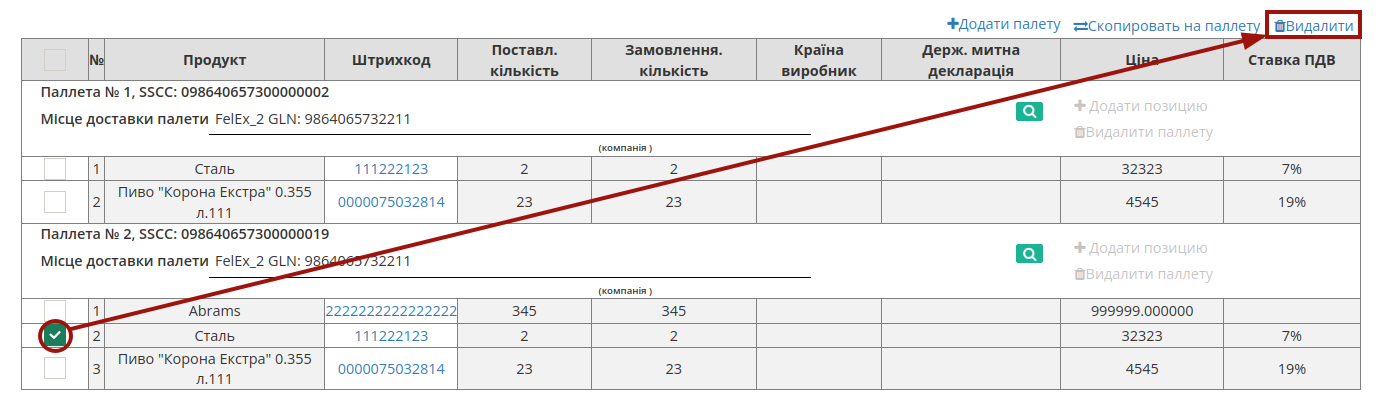 Додати палету Скопировать на паллету Видалити
№ Продукт Штрихкод Поставл. кількість Замовлення. кількість Країна виробник Держ. митна декларація Ціна Ставка ПДВ
Паллета № 1, SSCC: 098640657300000002
МІсце доставки палети FelEx_2 GLN: 9864065732211
Додати позицию
Видалити паллету
(компанія )
1 Сталь 111222123 2 2 32323 7%
2 Пиво "Корона Екстра" 0.355 л.111 0000075032814 23 23 4545 19%
Паллета № 2, SSCC: 098640657300000019
МІсце доставки палети FelEx_2 GLN: 9864065732211
Додати позицию
Видалити паллету
(компанія )
1 Abrams 2222222222222222 345 345 999999.000000
2 Сталь 111222123 2 2 32323 7%
3 Пиво "Корона Екстра" 0.355 л.111 0000075032814 23 23 4545 19%